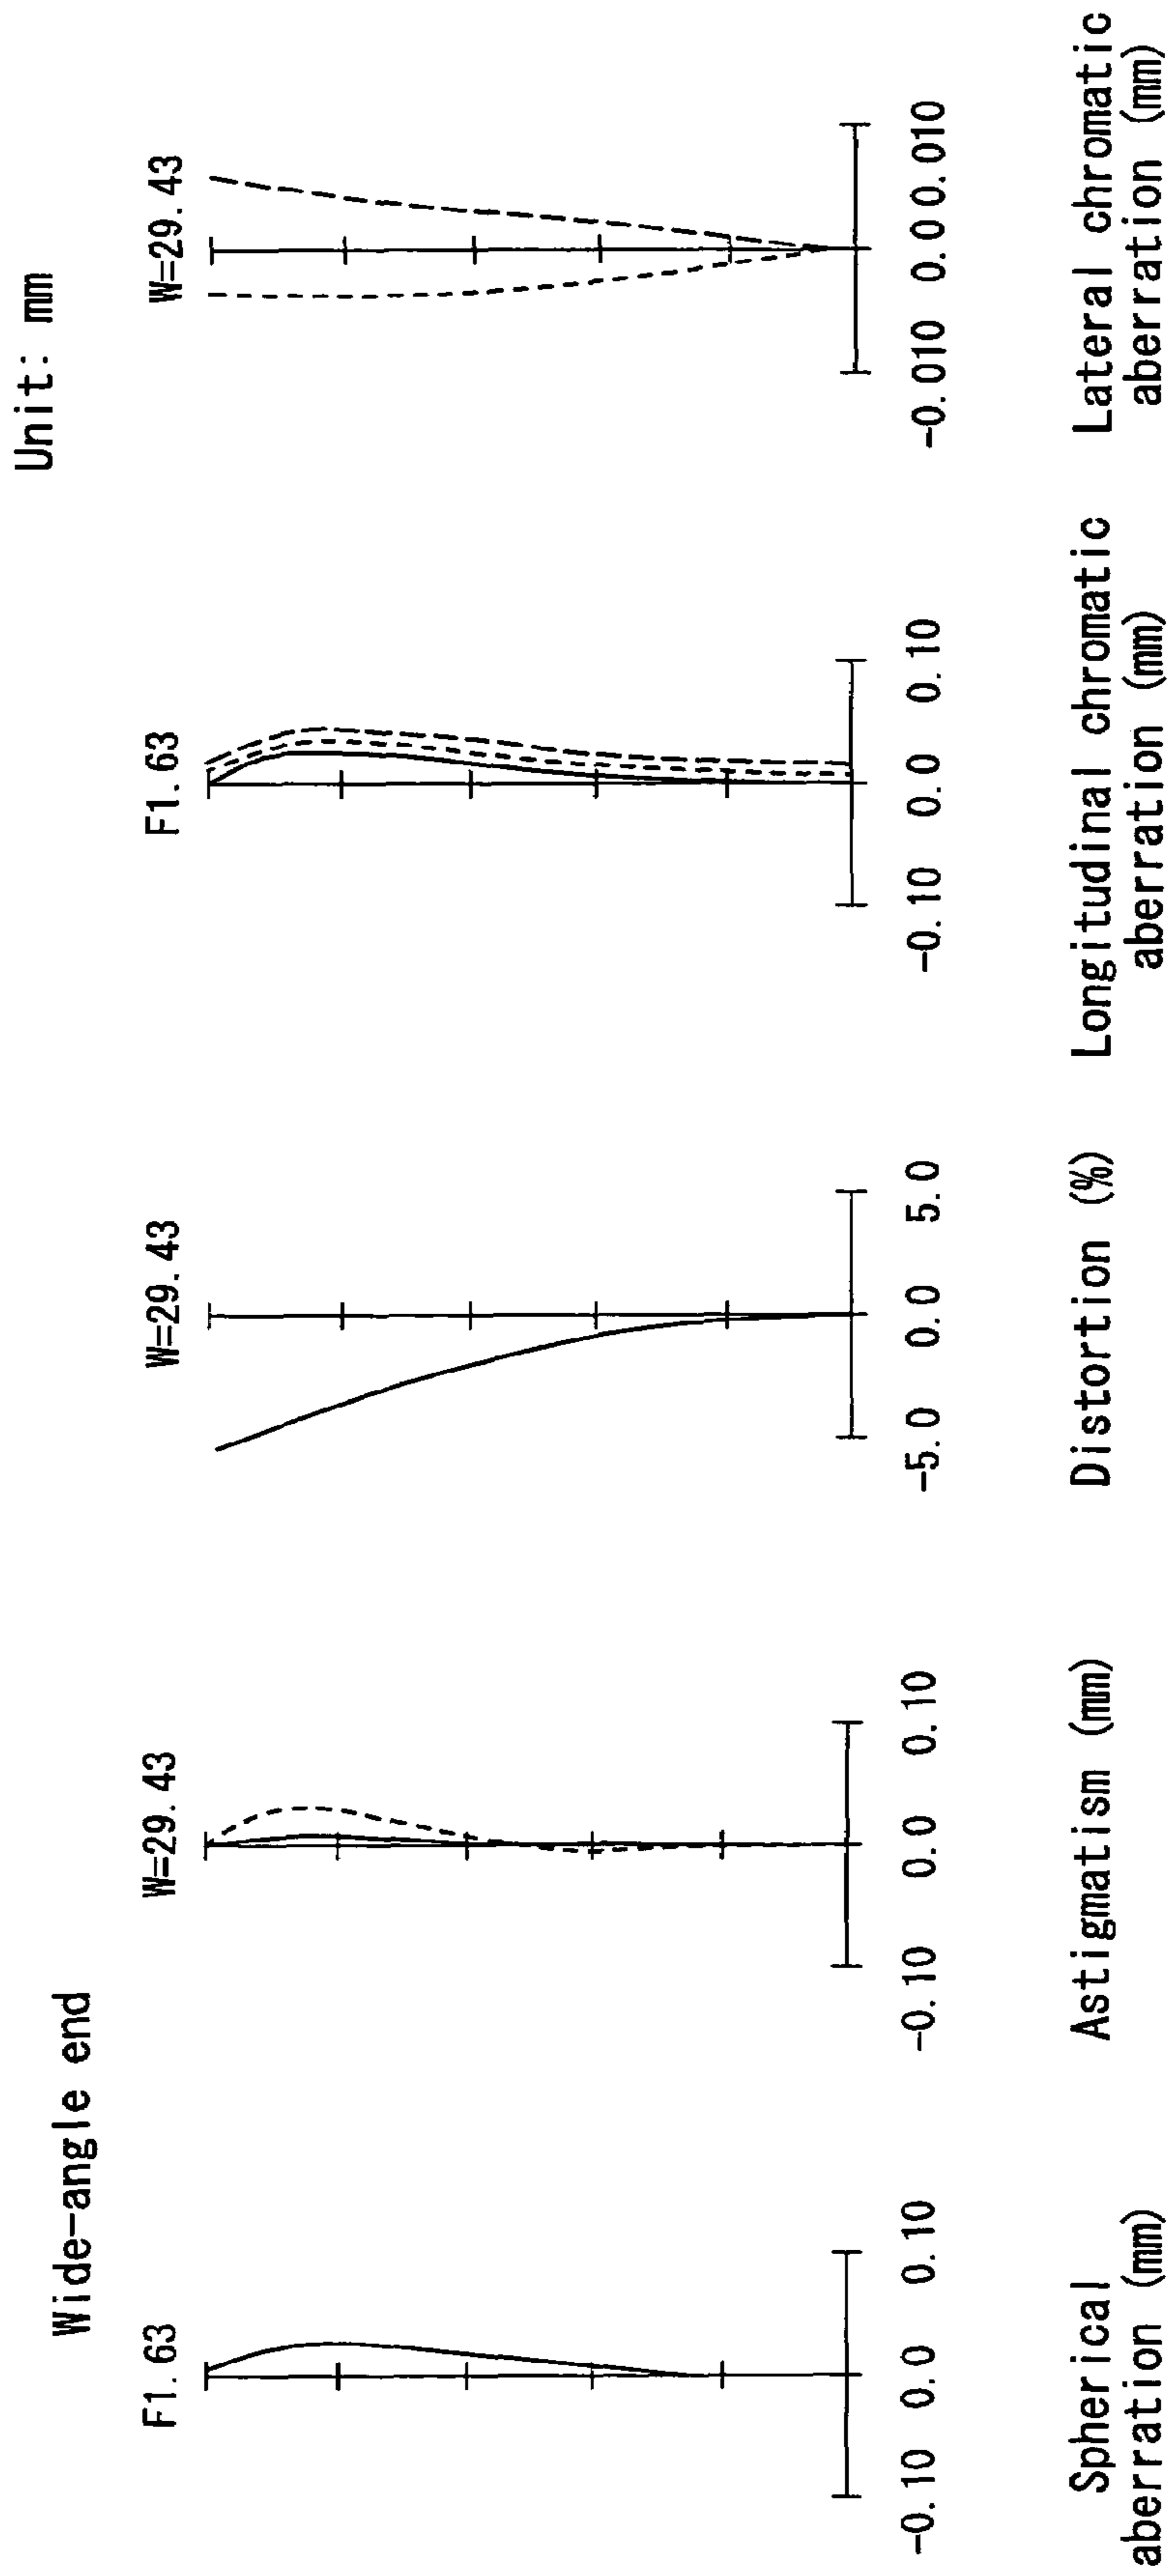 Unit: mm
Wide-angle end
F1.63
-0.10 0.0 0.10
Spherical
aberration (mm)
W=29.43
-0.10 0.0 0.10
Astigmatism (mm)
W=29.43
-5.0 0.0 5.0
Distortion (%)
F1.63
-0.10 0.0 0.10
Longitudinal chromatic
aberration (mm)
W=29.43
-0.010 0.0 0.010
Lateral chromatic
aberration (mm)